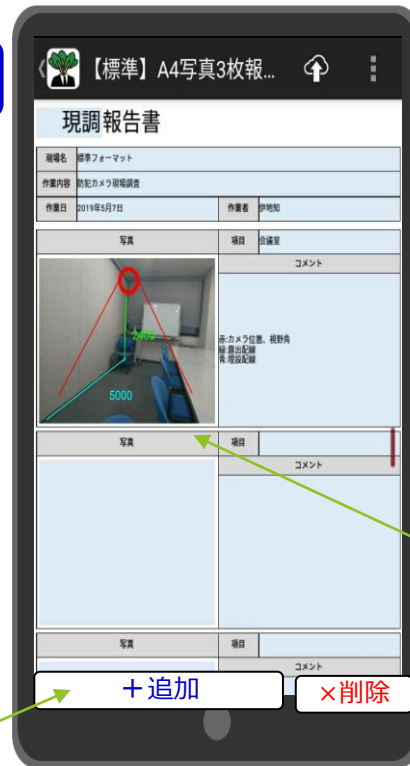 【標準】A4写真3枚報...
現調報告書
現場名 標準フォーマット
作業内容 防犯カメラ現場調査
作業日 2019年5月7日 作業者 伊地知
写真 項目 会議室
コメント
5000
赤:カメラ位置、視野角
緑:露出配線
青:埋設配線
写真 項目
コメント
写真 項目
コメント
+追加 ×削除